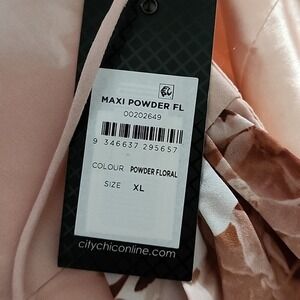 MAXI POWDER FL
00202649
9 346637 295657
COLOUR POWDER FLORAL
SIZE XL
citychiconline.com